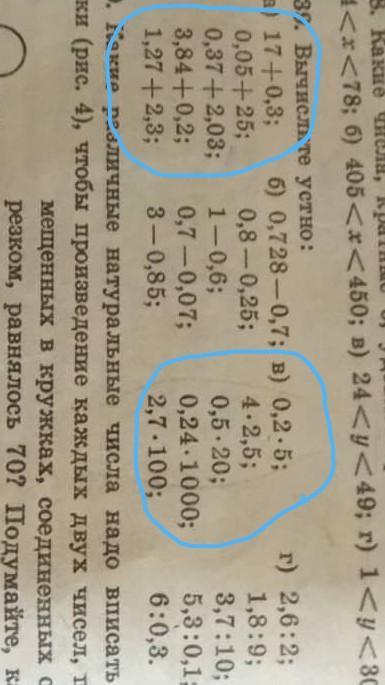 8. Какие числа,
<x<78; б) 405<x<450; в) 24<y<49; г) 1<y<30
39. Вычислите устно:
а) 17+0,3; б) 0,728−0,7; в) 0,2·5; г) 2,6:2;
0,05+25; 0,8−0,25; 4·2,5; 1,8:9;
0,37+2,03; 1−0,6; 0,5·20; 3,7:10;
3,84+0,2; 0,7−0,07; 0,24·1000; 5,3:0,1;
1,27+2,3; 3−0,85; 2,7·100; 6:0,3.
Какие различные натуральные числа надо вписать
ки (рис. 4), чтобы произведение каждых двух чисел,
мещенных в кружках, соединенных
резком, равнялось 70? Подумайте,